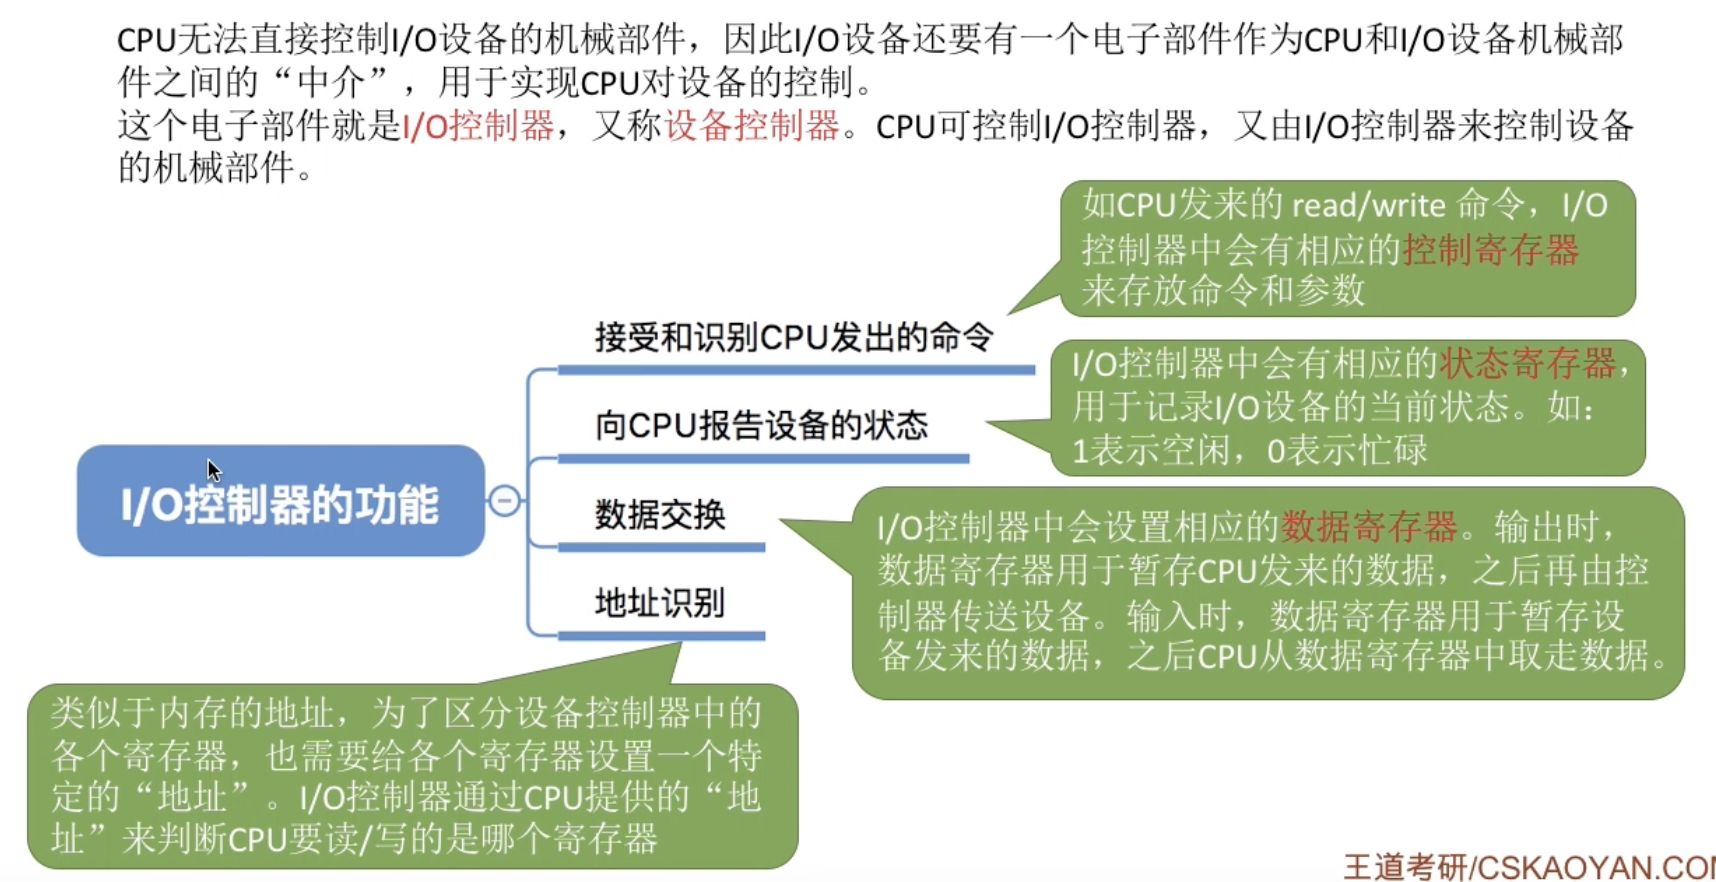 CPU无法直接控制I/O设备的机械部件，因此I/O设备还要有一个电子部件作为CPU和I/O设备机械部
件之间的“中介”，用于实现CPU对设备的控制。
这个电子部件就是I/O控制器，又称设备控制器。CPU可控制I/O控制器，又由I/O控制器来控制设备
的机械部件。
如CPU发来的 read/write 命令，I/O
控制器中会有相应的控制寄存器
来存放命令和参数
接受和识别CPU发出的命令
I/O控制器中会有相应的状态寄存器，
用于记录I/O设备的当前状态。如：
1表示空闲，0表示忙碌
向CPU报告设备的状态
I/O控制器的功能
数据交换
I/O控制器中会设置相应的数据寄存器。输出时，
数据寄存器用于暂存CPU发来的数据，之后再由控
制器传送设备。输入时，数据寄存器用于暂存设
备发来的数据，之后CPU从数据寄存器中取走数据。
地址识别
类似于内存的地址，为了区分设备控制器中的
各个寄存器，也需要给各个寄存器设置一个特
定的“地址”。I/O控制器通过CPU提供的“地
址”来判断CPU要读/写的是哪个寄存器
王道考研/CSKAOYAN.COM